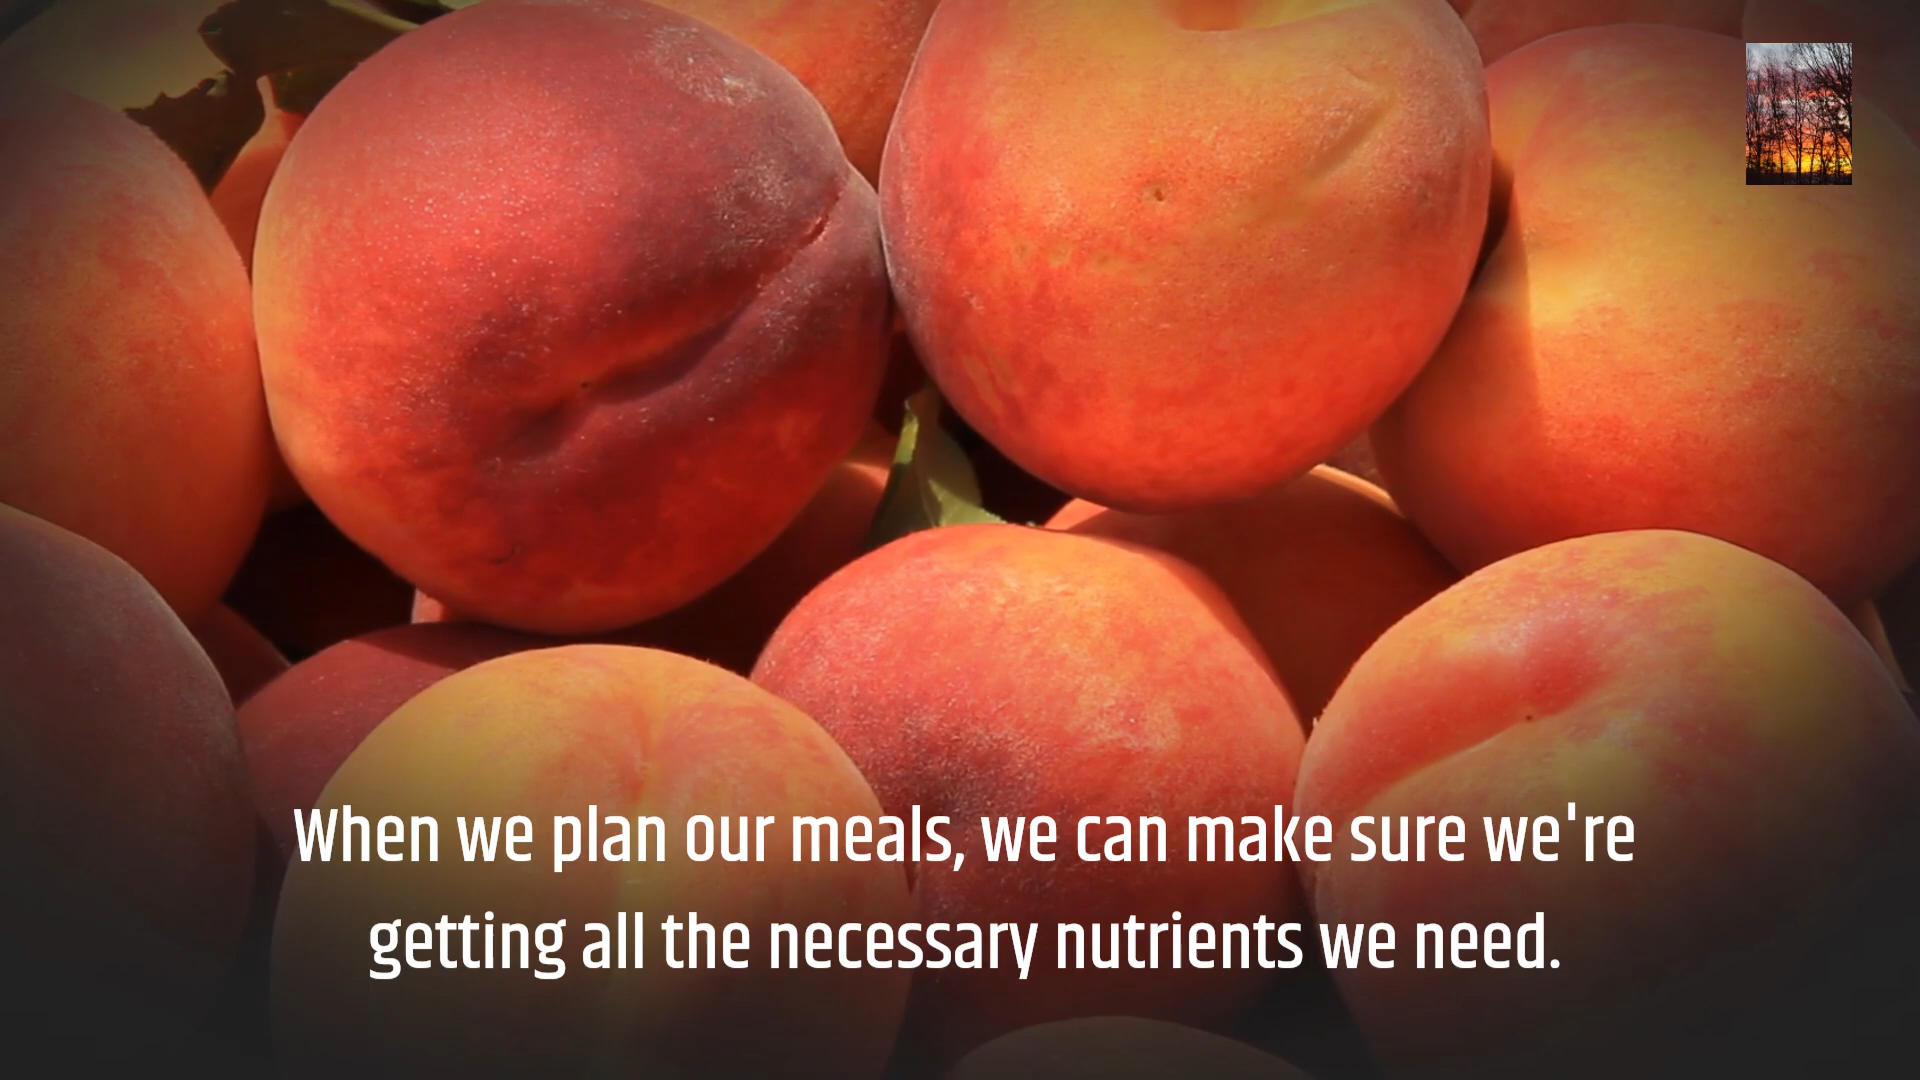 When we plan our meals, we can make sure we're
getting all the necessary nutrients we need.